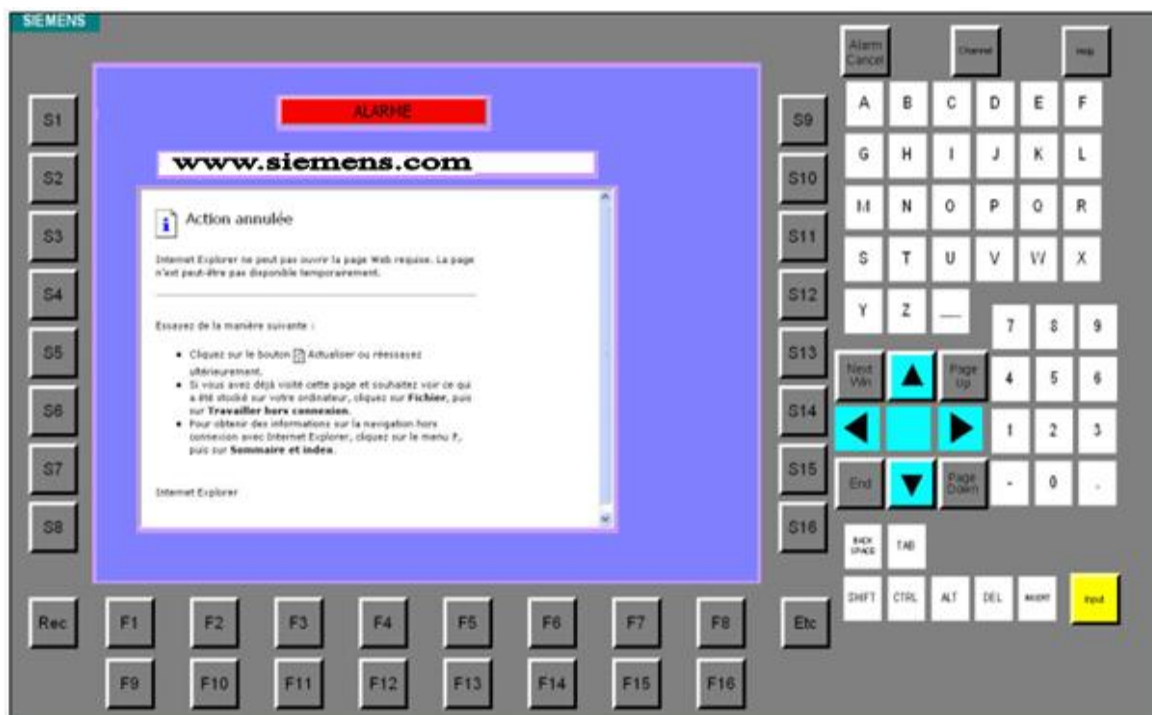 SIEMENS
ALARME
www.siemens.com
Action annulée
Internet Explorer ne peut pas ouvrir la page Web requise. La page
n'est peut-être pas disponible temporairement.
Essayez de la manière suivante :
Cliquez sur le bouton Actualiser ou réessayez
ultérieurement.
Si vous avez déjà visité cette page et souhaitez voir ce qui
a été stocké sur votre ordinateur, cliquez sur Fichier, puis
sur Travailler hors connexion.
Pour obtenir des informations sur la navigation hors
connexion avec Internet Explorer, cliquez sur le menu ?,
puis sur Sommaire et index.
Internet Explorer
S1
S2
S3
S4
S5
S6
S7
S8
S9
S10
S11
S12
S13
S14
S15
S16
Rec F1 F2 F3 F4 F5 F6 F7 F8 Etc
F9 F10 F11 F12 F13 F14 F15 F16
Alarm
Cancel
Channel
Help
A B C D E F
G H I J K L
M N O P Q R
S T U V W X
Y Z __
7 8 9
Next
Win
Page
Up
4 5 6
1 2 3
End
Page
Down
- 0 .
BACK
SPACE
TAB
SHIFT CTRL ALT DEL INSERT Input